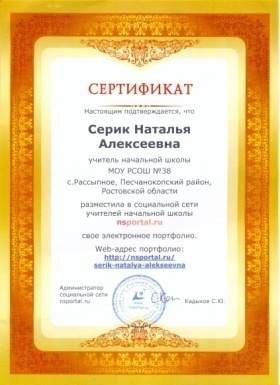 СЕРТИФИКАТ
Настоящим подтверждается, что
Серик Наталья
Алексеевна
учитель начальной школы
МОУ РСОШ №38
с.Рассыпное, Песчанокопский район,
Ростовской области
разместила в социальной сети
учителей начальной школы
nsportal.ru
свое электронное портфолио.
Web-адрес портфолио:
http://nsportal.ru/
serik-natalya-alekseevna
Администратор
социальной сети
nsportal.ru
Кадыков С.Ю.